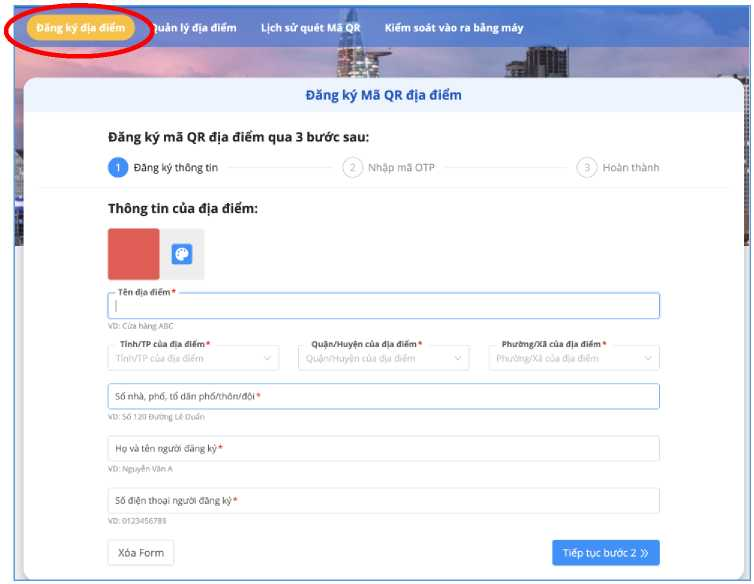 Đăng ký địa điểm Quản lý địa điểm Lịch sử quét Mã QR Kiểm soát vào ra bằng máy
Đăng ký Mã QR địa điểm
Đăng ký mã QR địa điểm qua 3 bước sau:
1 Đăng ký thông tin 2 Nhập mã OTP 3 Hoàn thành
Thông tin của địa điểm:
Tên địa điểm*
VD: Cửa hàng ABC
Tỉnh/TP của địa điểm* Quận/Huyện của địa điểm* Phường/Xã của địa điểm*
Tỉnh/TP của địa điểm Quận/Huyện của địa điểm Phường/Xã của địa điểm
Số nhà, phố, tổ dân phố/thôn/đội*
VD: Số 120 Đường Lê Duẩn
Họ và tên người đăng ký*
VD: Nguyễn Văn A
Số điện thoại người đăng ký*
VD: 0123456789
Xóa Form Tiếp tục bước 2 »